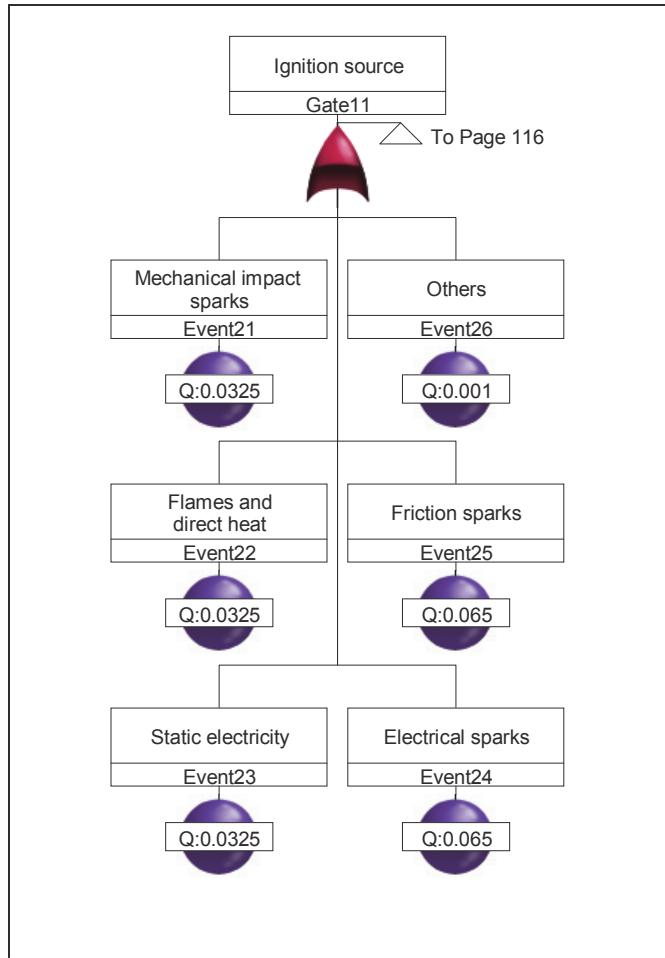 Ignition source
Gate11
To Page 116
Mechanical impact
sparks
Event21
Q:0.0325
Others
Event26
Q:0.001
Flames and
direct heat
Event22
Q:0.0325
Friction sparks
Event25
Q:0.065
Static electricity
Event23
Q:0.0325
Electrical sparks
Event24
Q:0.065